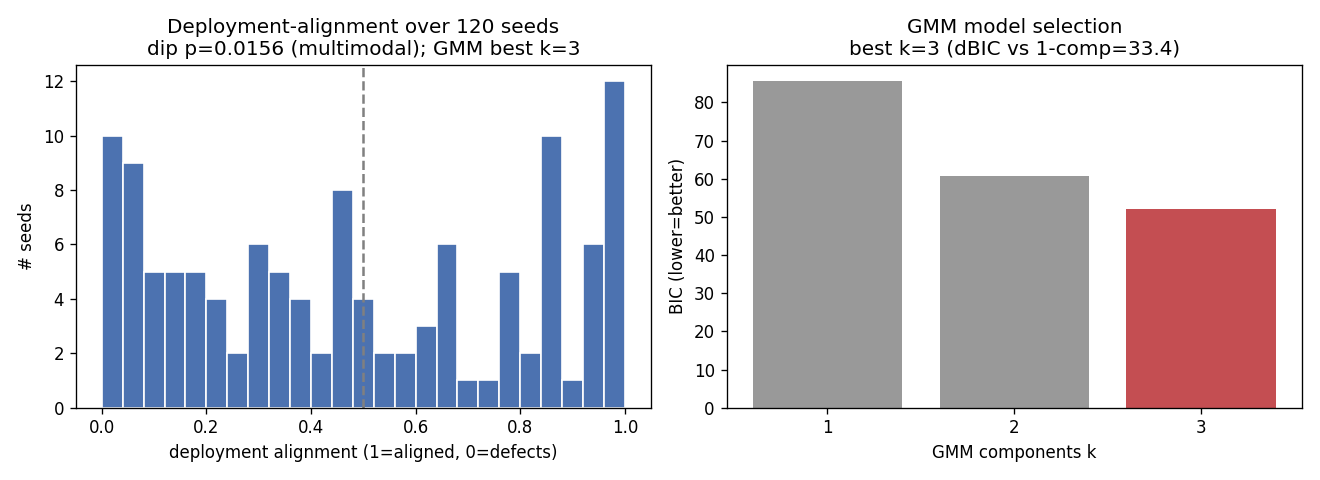 Deployment-alignment over 120 seeds
dip p=0.0156 (multimodal); GMM best k=3
# seeds
12
10
8
6
4
2
0
0.0 0.2 0.4 0.6 0.8 1.0
deployment alignment (1=aligned, 0=defects)
GMM model selection
best k=3 (dBIC vs 1-comp=33.4)
BIC (lower=better)
80
70
60
50
40
30
20
10
0
1 2 3
GMM components k